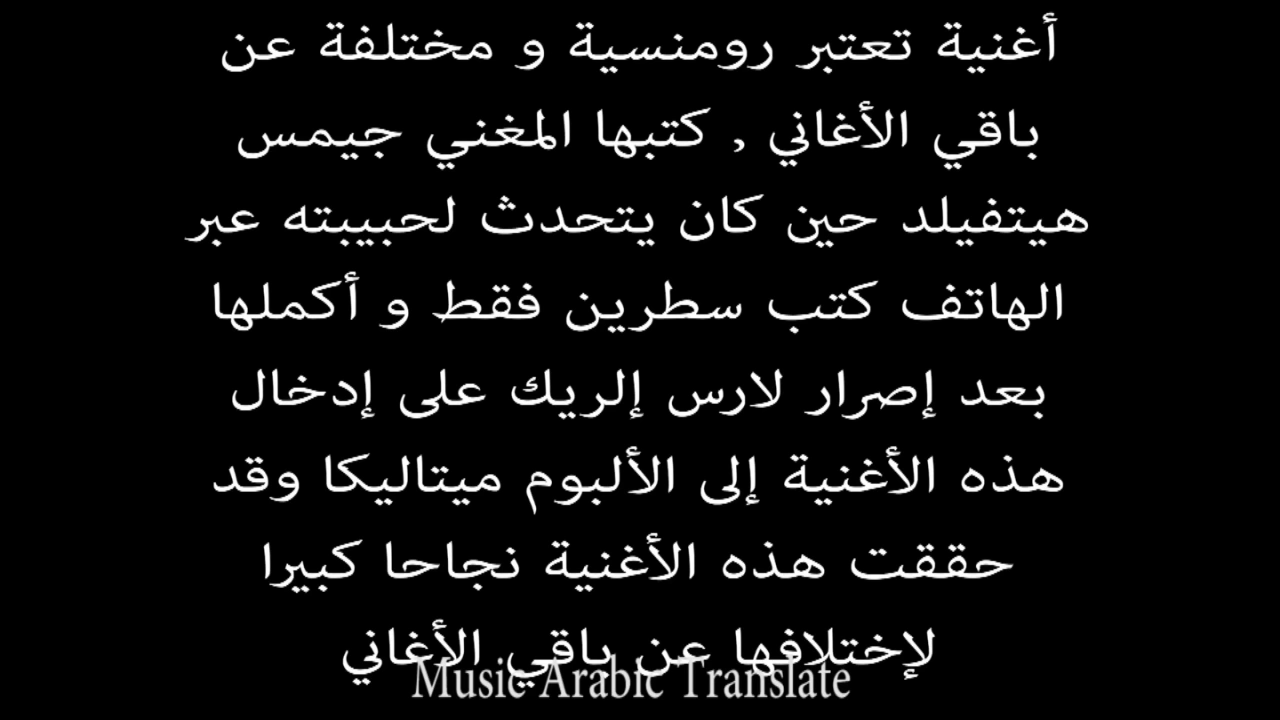 أغنية تعتبر رومنسية و مختلفة عن
باقي الأغاني , كتبها المغني جيمس
هيتفيلد حين كان يتحدث لحبيبته عبر
الهاتف كتب سطرين فقط و أكملها
بعد إصرار لارس إلريك على إدخال
هذه الأغنية إلى الألبوم ميتاليكا وقد
حققت هذه الأغنية نجاحا كبيرا
لإختلافها عن باقي الأغاني
Music Arabic Translate